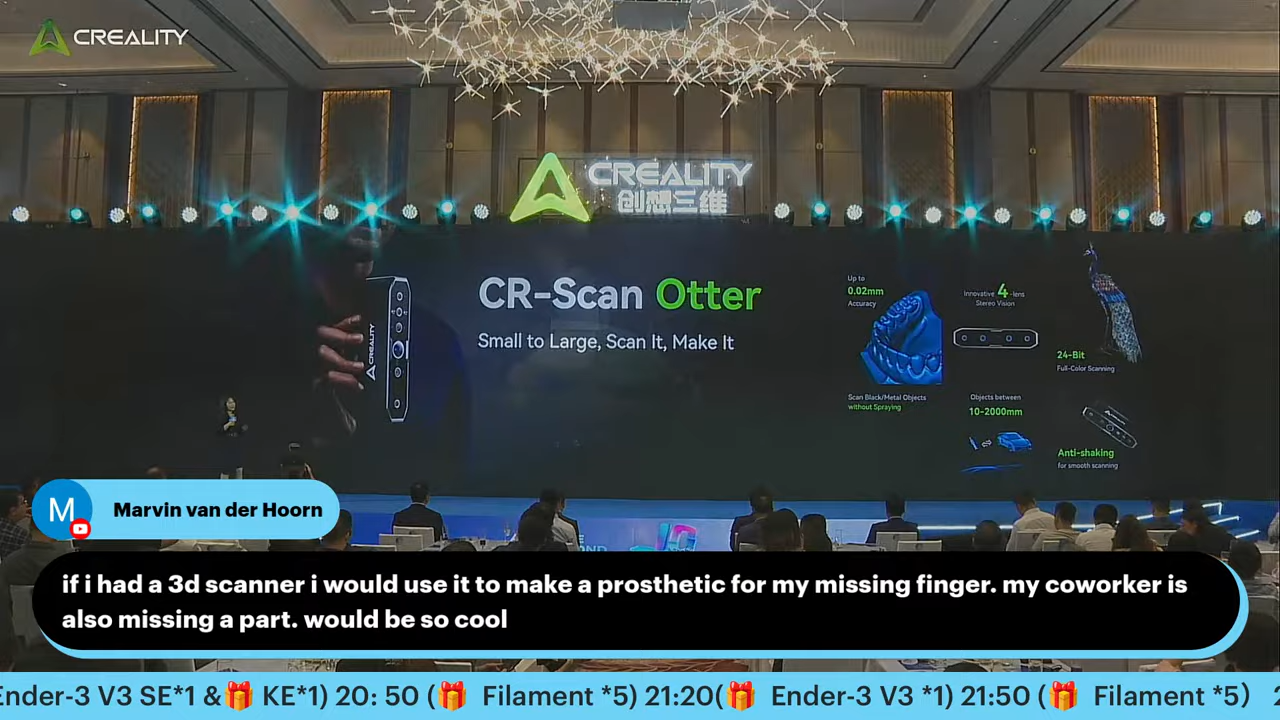 CREALITY
CREALITY
创想三维
CR-Scan Otter
Small to Large, Scan It, Make It
CREALITY
Up to
0.02mm
Accuracy
Innovative 4-lens
Stereo Vision
24-Bit
Full-Color Scanning
Scan Black/Metal Objects
without Spraying
Objects between
10-2000mm
Anti-shaking
for smooth scanning
M
Marvin van der Hoorn
if i had a 3d scanner i would use it to make a prosthetic for my missing finger. my coworker is
also missing a part. would be so cool
Ender-3 V3 SE*1 &🎁 KE*1) 20: 50 (🎁 Filament *5) 21:20(🎁 Ender-3 V3 *1) 21:50 (🎁 Filament *5)